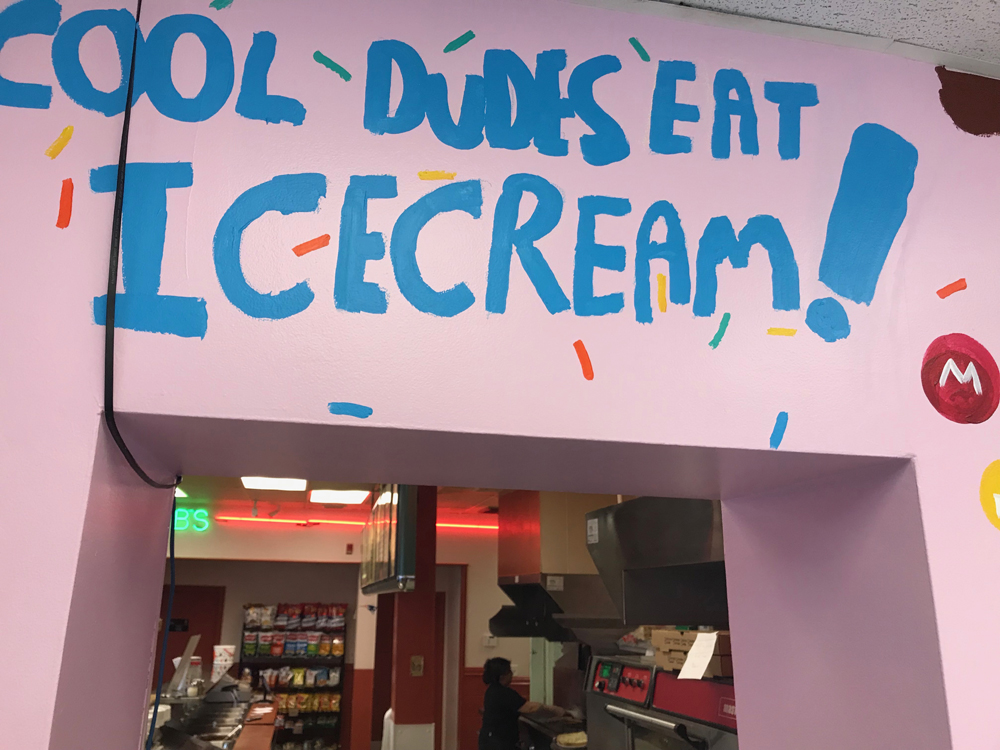 COOL DUDES EAT
ICECREAM!
M
B'S